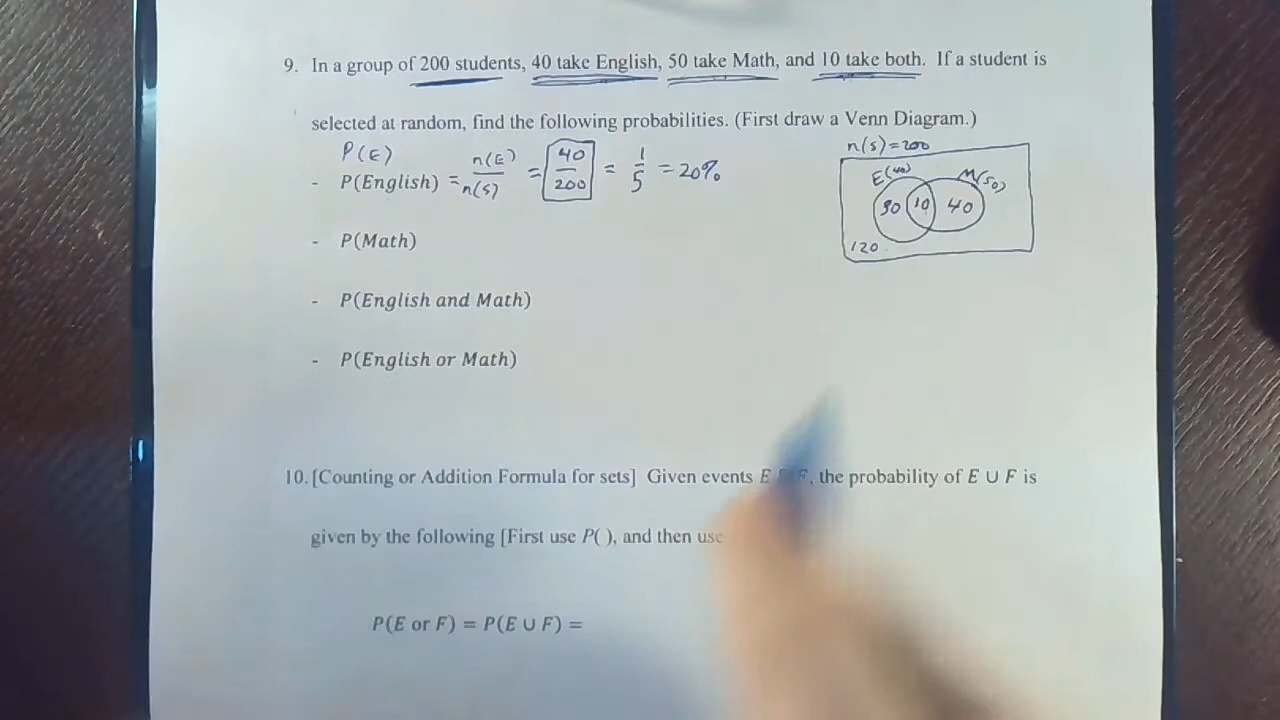 9. In a group of 200 students, 40 take English, 50 take Math, and 10 take both. If a student is
selected at random, find the following probabilities. (First draw a Venn Diagram.)
n(S)=200
P(E)
- P(English) = n(E)/n(S) = 40/200 = 1/5 = 20%
E(40) M(50)
30 10 40
120
- P(Math)
- P(English and Math)
- P(English or Math)
10. [Counting or Addition Formula for sets] Given events E F, the probability of E ∪ F is
given by the following [First use P( ), and then use
P(E or F) = P(E ∪ F) =